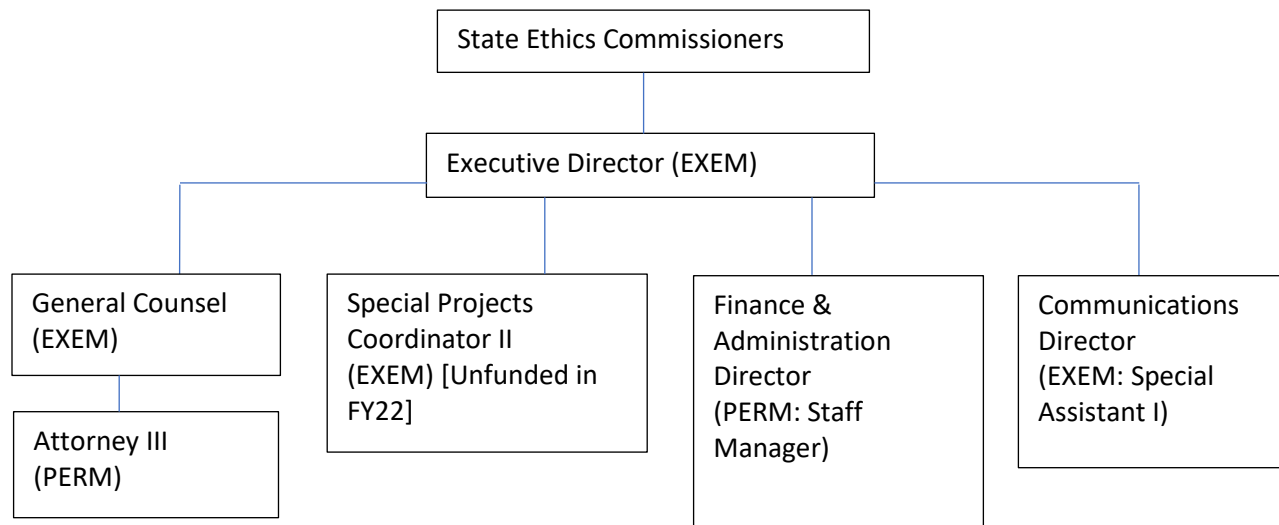 State Ethics Commissioners
Executive Director (EXEM)
General Counsel
(EXEM)
Attorney III
(PERM)
Special Projects
Coordinator II
(EXEM) [Unfunded in
FY22]
Finance &
Administration
Director
(PERM: Staff
Manager)
Communications
Director
(EXEM: Special
Assistant I)